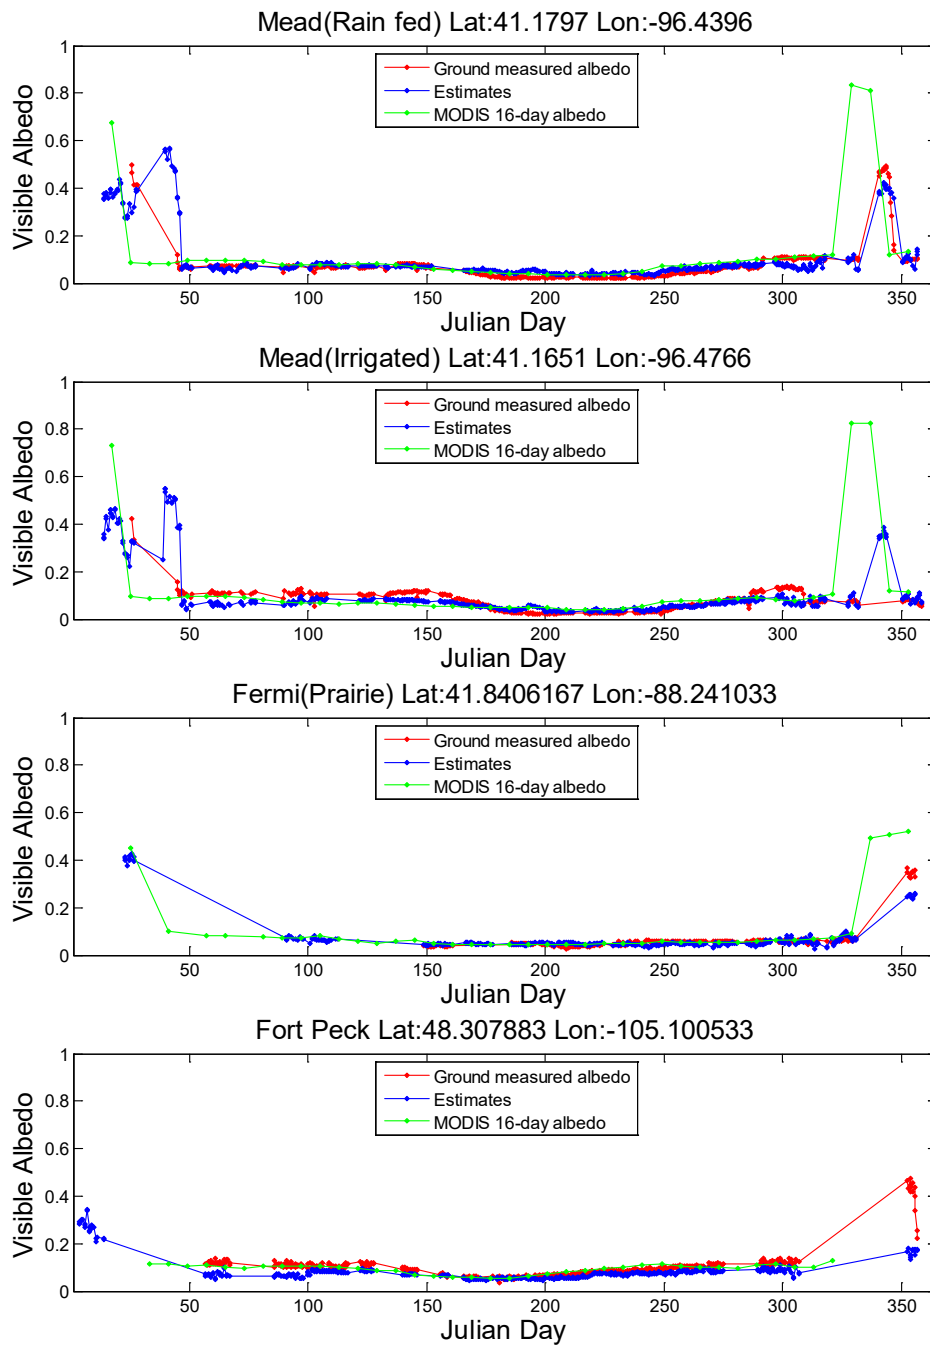 Mead(Rain fed) Lat:41.1797 Lon:-96.4396
1
0.8
0.6
0.4
0.2
0
Visible Albedo
Ground measured albedo
Estimates
MODIS 16-day albedo
50 100 150 200 250 300 350
Julian Day
Mead(Irrigated) Lat:41.1651 Lon:-96.4766
1
0.8
0.6
0.4
0.2
0
Visible Albedo
Ground measured albedo
Estimates
MODIS 16-day albedo
50 100 150 200 250 300 350
Julian Day
Fermi(Prairie) Lat:41.8406167 Lon:-88.241033
1
0.8
0.6
0.4
0.2
0
Visible Albedo
Ground measured albedo
Estimates
MODIS 16-day albedo
50 100 150 200 250 300 350
Julian Day
Fort Peck Lat:48.307883 Lon:-105.100533
1
0.8
0.6
0.4
0.2
0
Visible Albedo
Ground measured albedo
Estimates
MODIS 16-day albedo
50 100 150 200 250 300 350
Julian Day